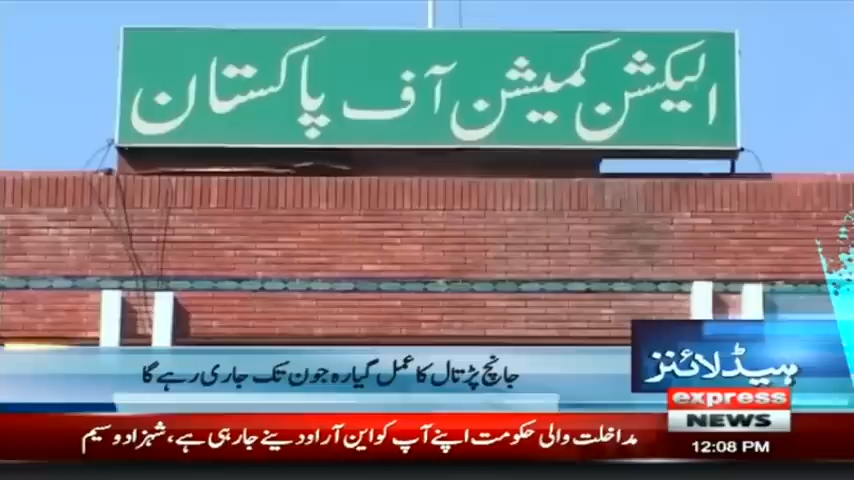 الیکشن کمیشن آف پاکستان
جانچ پڑتال کا عمل گیارہ جون تک جاری رہے گا
ہیڈلائنز
express
NEWS
مداخلت والی حکومت اپنے آپ کو این آر او دینے جا رہی ہے، شہزاد وسیم
12:08 PM